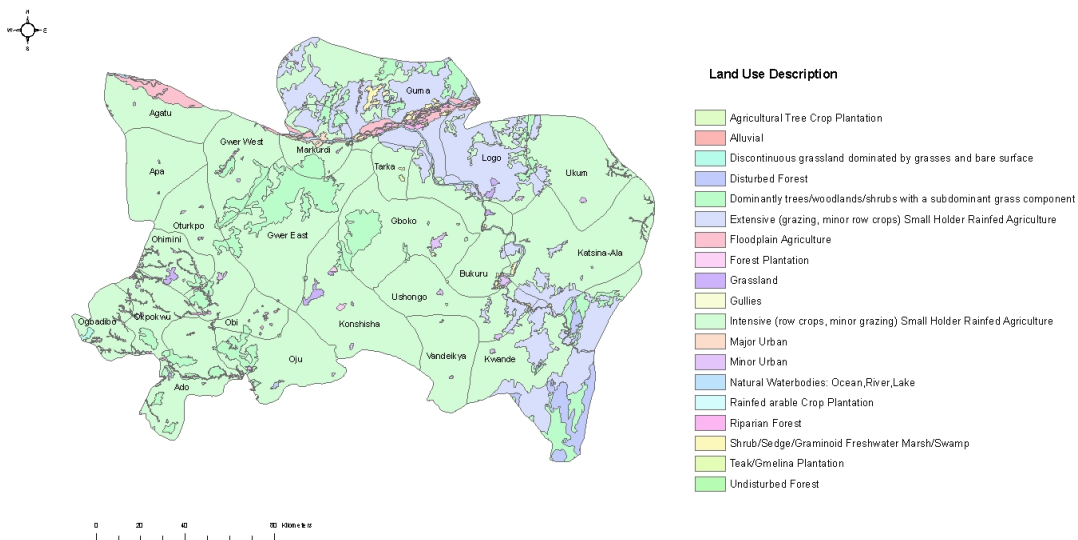 N
W E
S
Land Use Description
Agricultural Tree Crop Plantation
Alluvial
Discontinuous grassland dominated by grasses and bare surface
Disturbed Forest
Dominantly trees/woodlands/shrubs with a subdominant grass component
Extensive (grazing, minor row crops) Small Holder Rainfed Agriculture
Floodplain Agriculture
Forest Plantation
Grassland
Gullies
Intensive (row crops, minor grazing) Small Holder Rainfed Agriculture
Major Urban
Minor Urban
Natural Waterbodies: Ocean,River,Lake
Rainfed arable Crop Plantation
Riparian Forest
Shrub/Sedge/Graminoid Freshwater Marsh/Swamp
Teak/Gmelina Plantation
Undisturbed Forest
Guma
Agatu
Gwer West
Markurdi
Logo
Tarka
Apa
Ukum
Oturkpo
Gboko
Gwer East
Ohimini
Katsina-Ala
Bukuru
Ushongo
Ogbadibo
Okpokwu
Obi
Konshisha
Oju
Vandeikya
Kwande
Ado
0 20 40 80 Kilometers